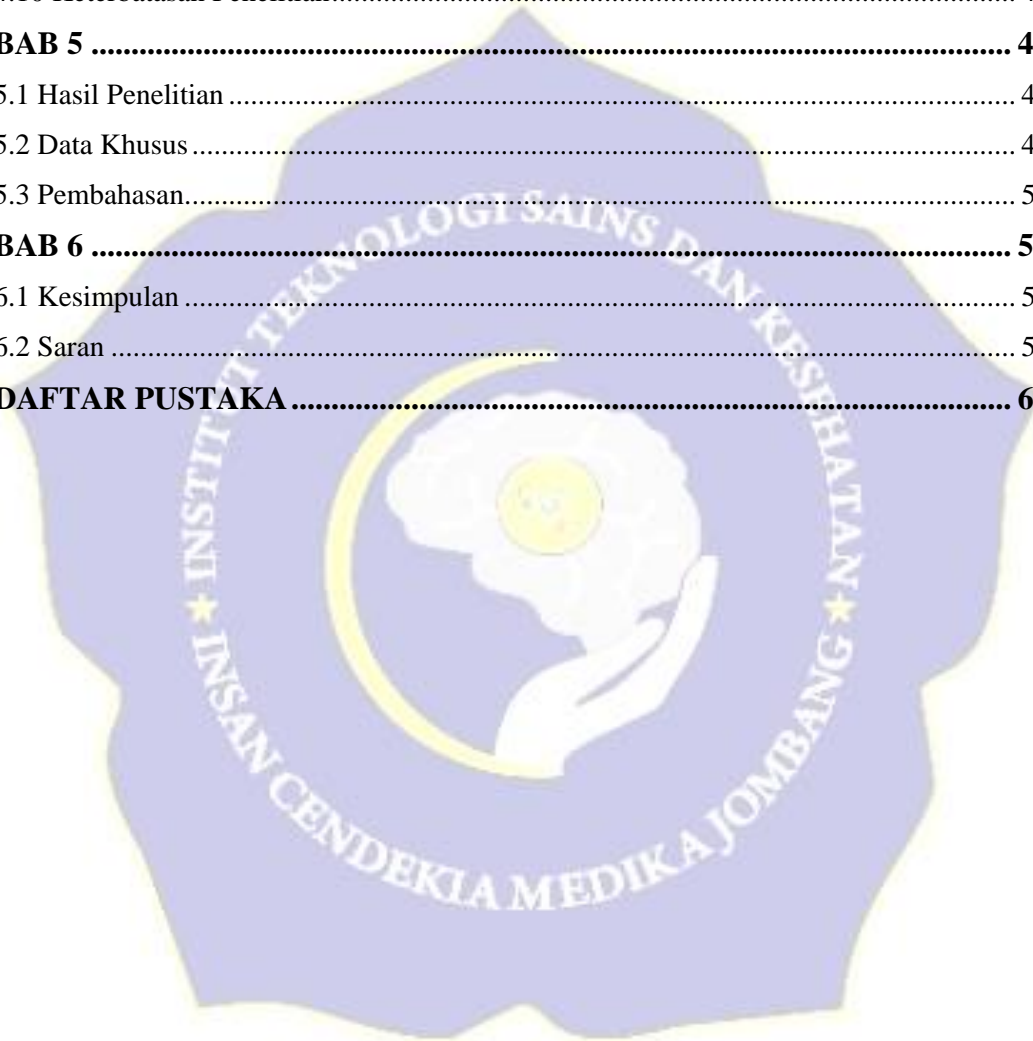 BAB 5 ........ 4
5.1 Hasil Penelitian ........ 4
5.2 Data Khusus ........ 4
5.3 Pembahasan ........ 5
BAB 6 ........ 5
6.1 Kesimpulan ........ 5
6.2 Saran ........ 5
DAFTAR PUSTAKA ........ 6
INSTITUT TEKNOLOGI SAINS DAN KESEHATAN
INSAN CENDEKIA MEDIKA JOMBANG